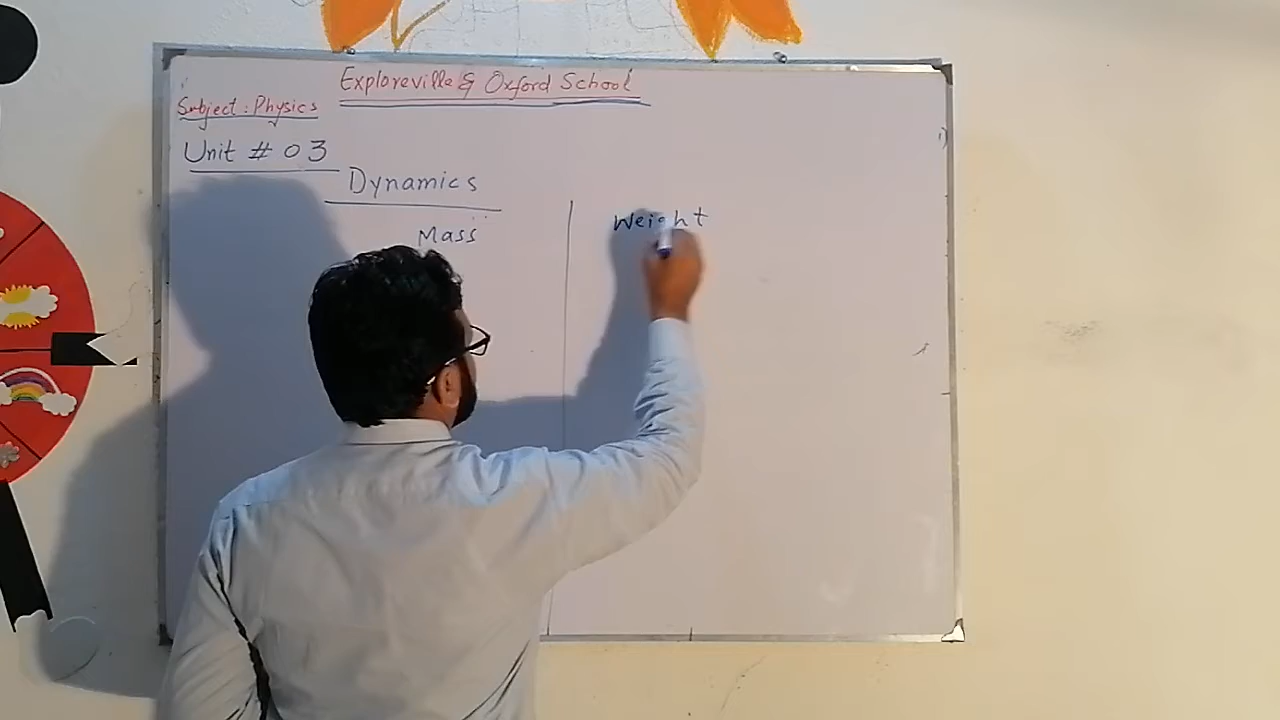 Exploreville & Oxford School
Subject: Physics
Unit # 03
Dynamics
Mass
Weight
i)